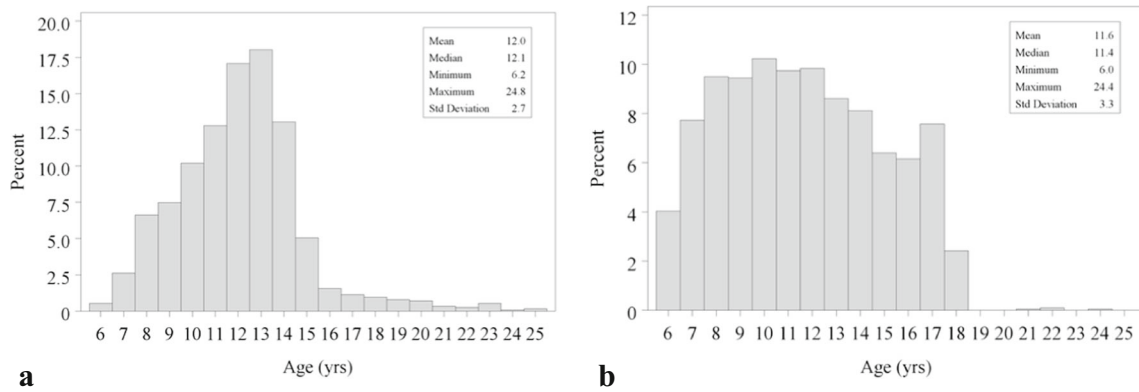 20.0
17.5
15.0
12.5
10.0
7.5
5.0
2.5
0
Percent
Mean 12.0
Median 12.1
Minimum 6.2
Maximum 24.8
Std Deviation 2.7
6 7 8 9 10 11 12 13 14 15 16 17 18 19 20 21 22 23 24 25
Age (yrs)
a
12
10
8
6
4
2
0
Percent
Mean 11.6
Median 11.4
Minimum 6.0
Maximum 24.4
Std Deviation 3.3
6 7 8 9 10 11 12 13 14 15 16 17 18 19 20 21 22 23 24 25
Age (yrs)
b